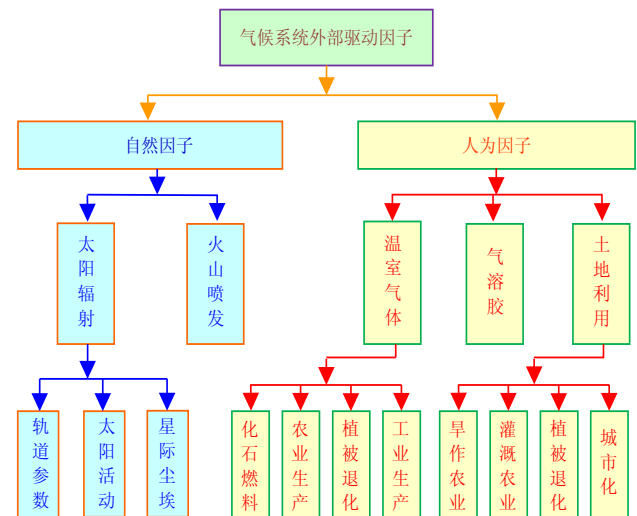 气候系统外部驱动因子
自然因子
人为因子
太阳辐射
火山喷发
温室气体
气溶胶
土地利用
轨道参数
太阳活动
星际尘埃
化石燃料
农业生产
植被退化
工业生产
旱作农业
灌溉农业
植被退化
城市化